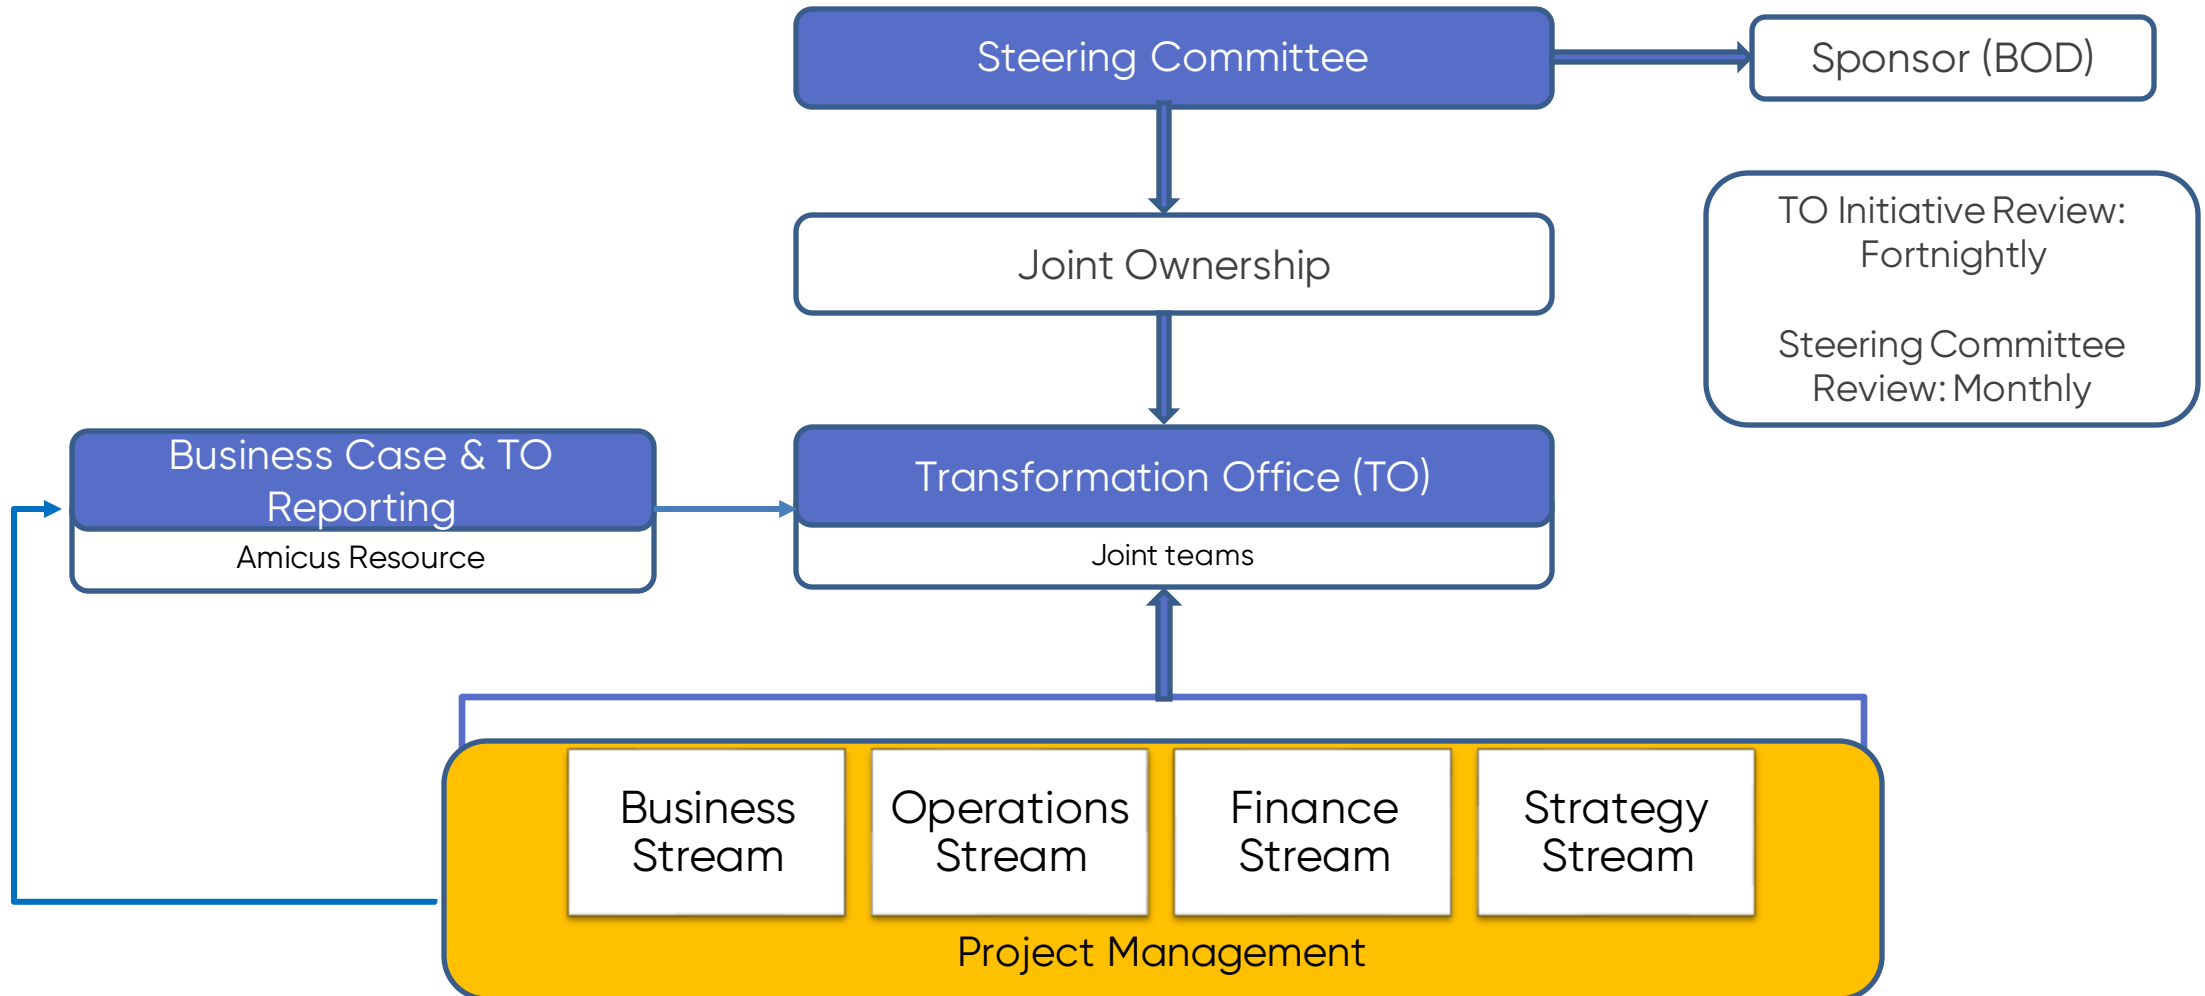 Steering Committee
Sponsor (BOD)
TO Initiative Review:
Fortnightly
Steering Committee
Review: Monthly
Joint Ownership
Business Case & TO
Reporting
Amicus Resource
Transformation Office (TO)
Joint teams
Business
Stream
Operations
Stream
Finance
Stream
Strategy
Stream
Project Management